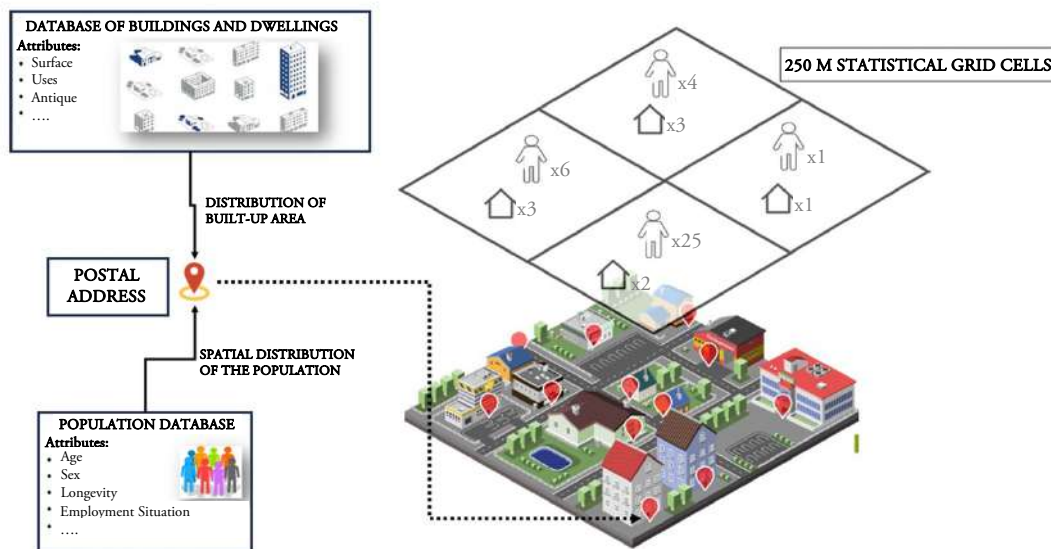 DATABASE OF BUILDINGS AND DWELLINGS
Attributes:
• Surface
• Uses
• Antique
• ....
DISTRIBUTION OF
BUILT-UP AREA
POSTAL
ADDRESS
SPATIAL DISTRIBUTION
OF THE POPULATION
POPULATION DATABASE
Attributes:
• Age
• Sex
• Longevity
• Employment Situation
• ....
250 M STATISTICAL GRID CELLS
x4
x3
x6
x3
x1
x1
x25
x2